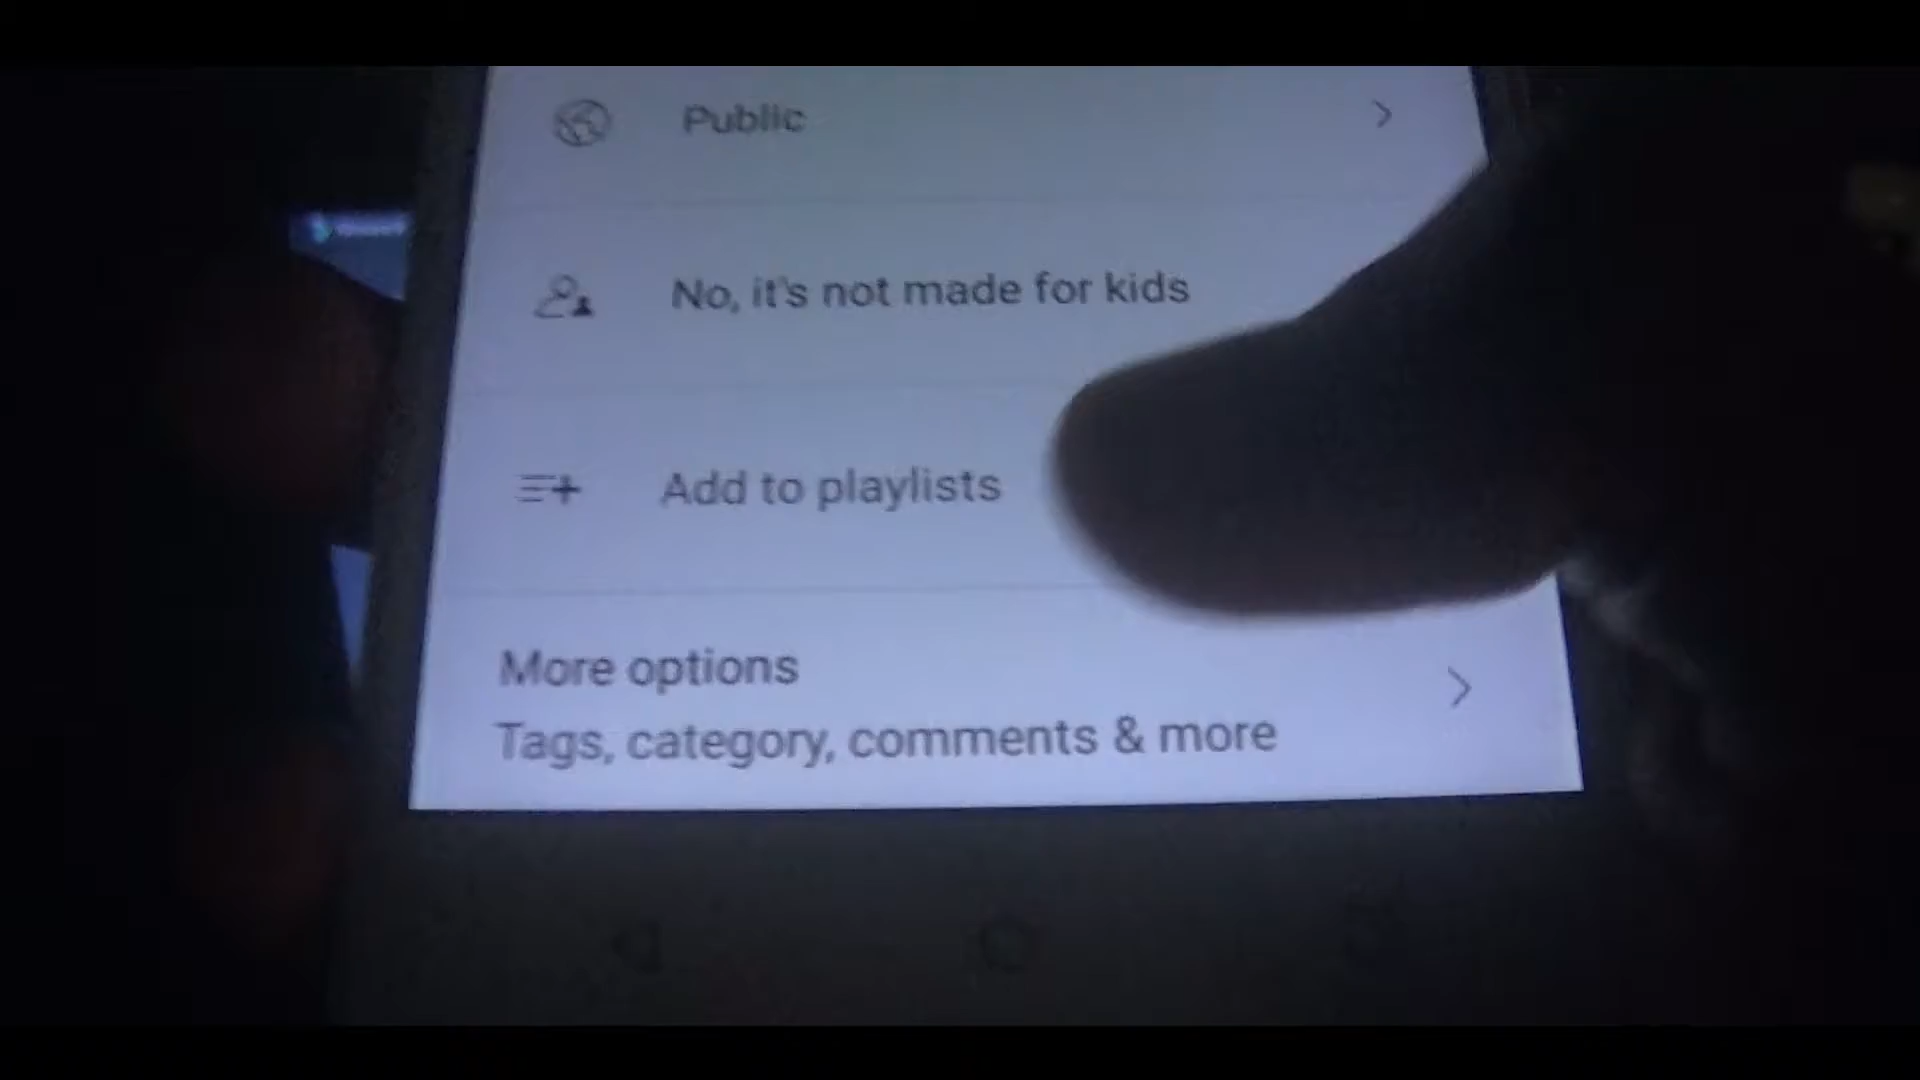 Public
No, it's not made for kids
Add to playlists
More options
Tags, category, comments & more